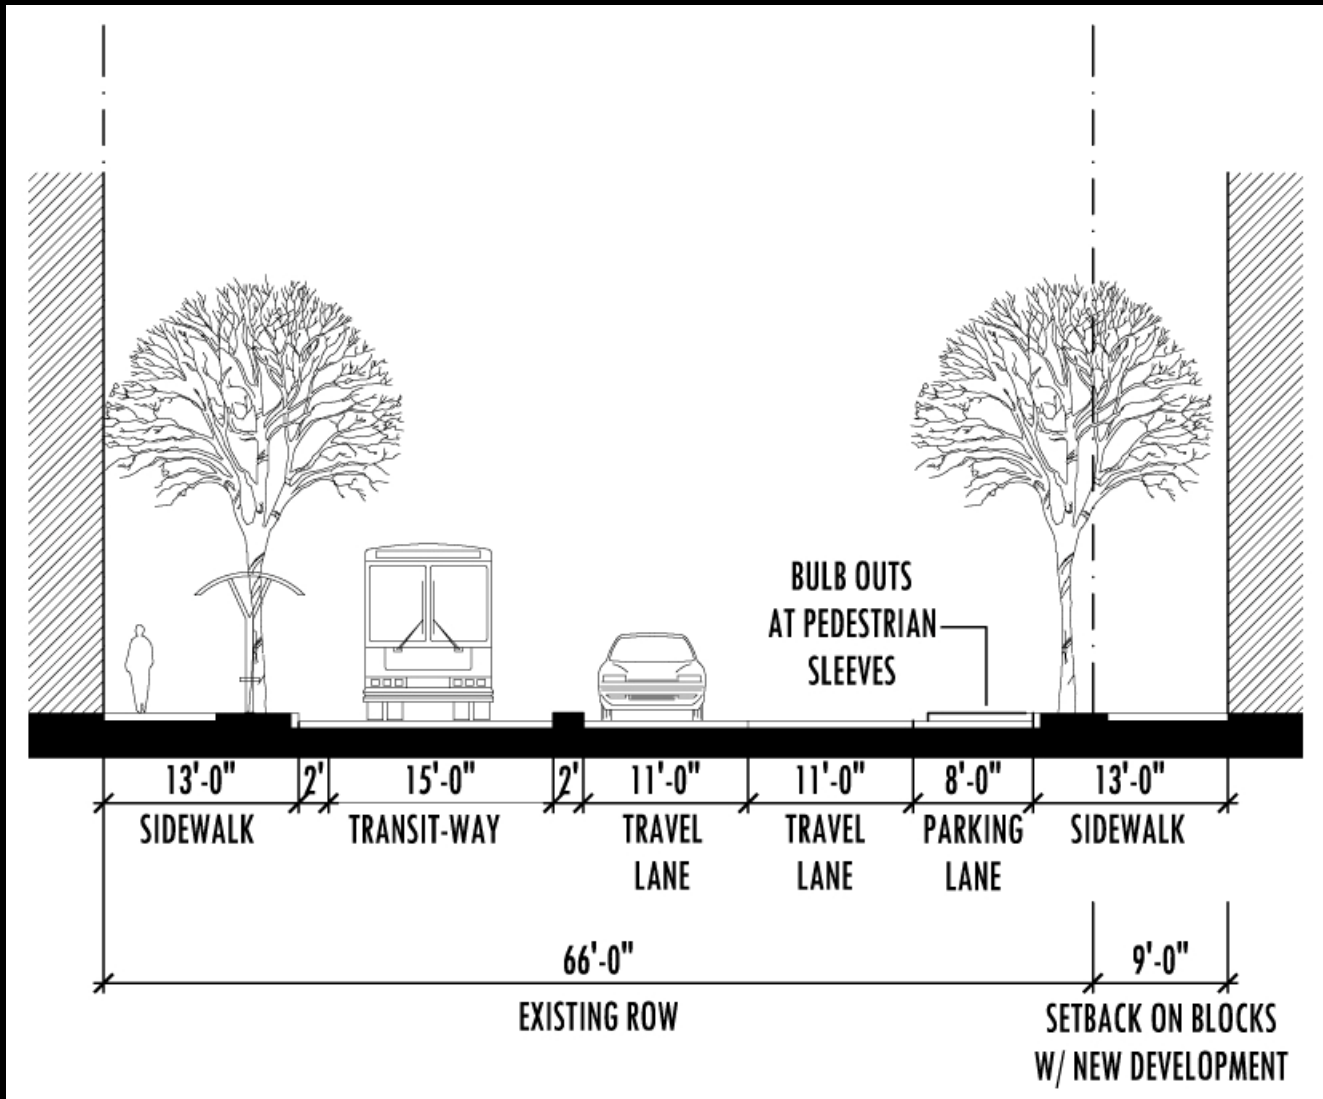 BULB OUTS
AT PEDESTRIAN
SLEEVES
13'-0" 2' 15'-0" 2' 11'-0" 11'-0" 8'-0" 13'-0"
SIDEWALK TRANSIT-WAY TRAVEL TRAVEL PARKING SIDEWALK
LANE LANE LANE
66'-0" 9'-0"
EXISTING ROW SETBACK ON BLOCKS
W/ NEW DEVELOPMENT